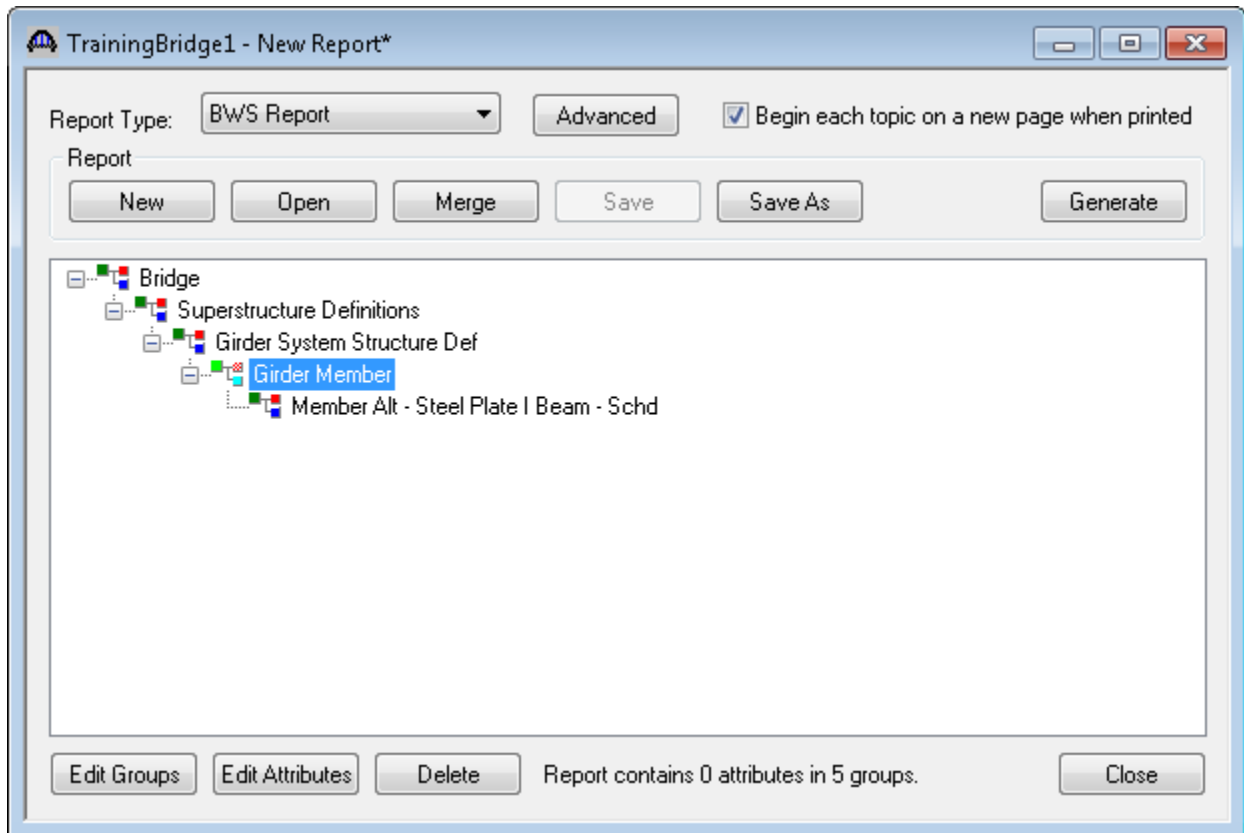 TrainingBridge1 - New Report*
Report Type: BWS Report Advanced Begin each topic on a new page when printed
Report
New Open Merge Save Save As Generate
Bridge
Superstructure Definitions
Girder System Structure Def
Girder Member
Member Alt - Steel Plate I Beam - Schd
Edit Groups Edit Attributes Delete Report contains 0 attributes in 5 groups. Close